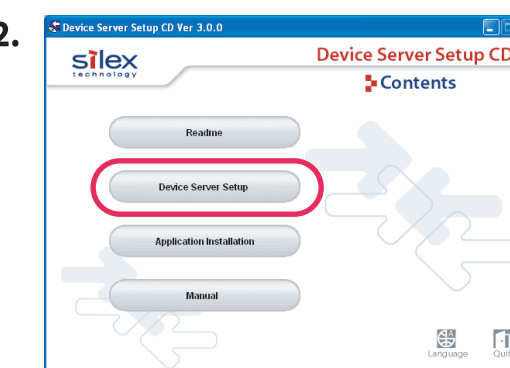 2.
Device Server Setup CD Ver 3.0.0
silex
technology
Device Server Setup CD
Contents
Readme
Device Server Setup
Application Installation
Manual
Language
Quit